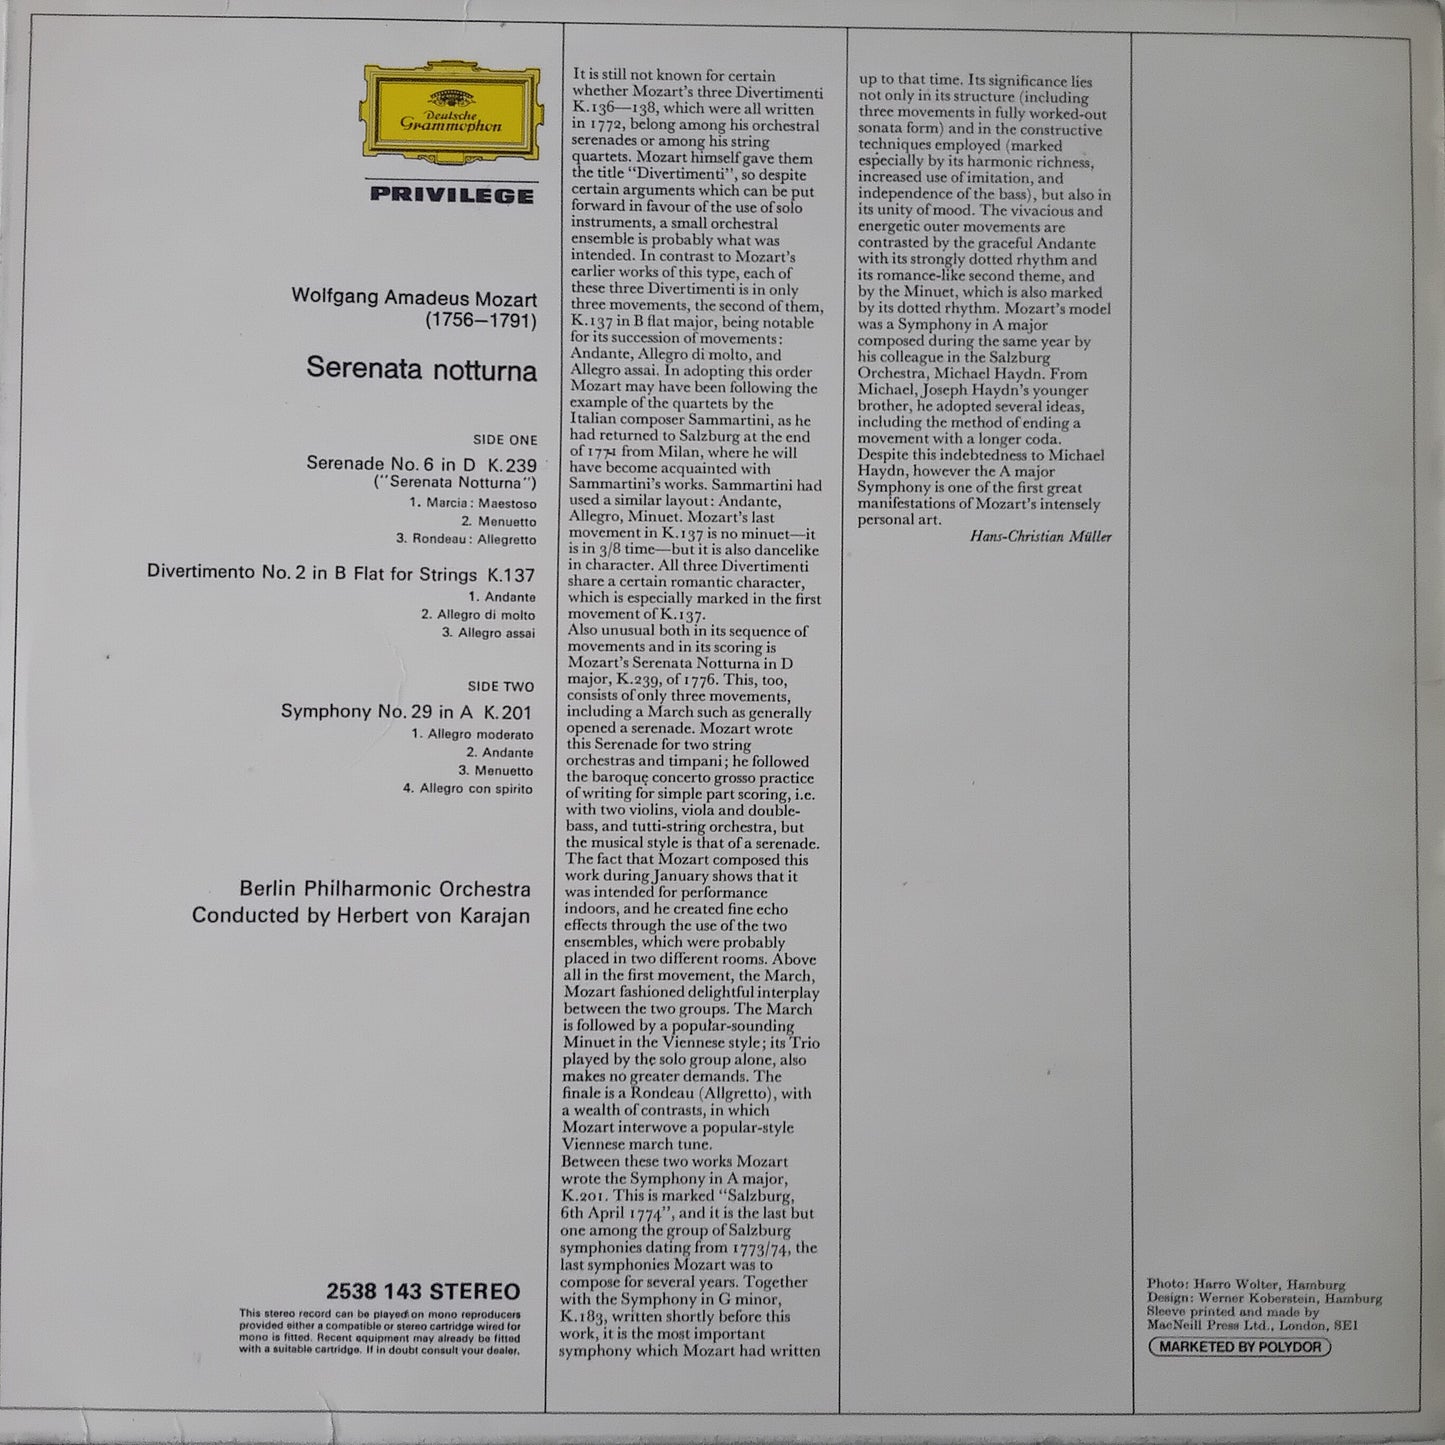 Deutsche
Grammophon
PRIVILEGE
Wolfgang Amadeus Mozart
(1756—1791)
Serenata notturna
SIDE ONE
Serenade No. 6 in D K.239
("Serenata Notturna")
1. Marcia: Maestoso
2. Menuetto
3. Rondeau: Allegretto
Divertimento No. 2 in B Flat for Strings K.137
1. Andante
2. Allegro di molto
3. Allegro assai
SIDE TWO
Symphony No. 29 in A K.201
1. Allegro moderato
2. Andante
3. Menuetto
4. Allegro con spirito
Berlin Philharmonic Orchestra
Conducted by Herbert von Karajan
2538 143 STEREO
This stereo record can be played on mono reproducers
provided either a compatible or stereo cartridge wired for
mono is fitted. Recent equipment may already be fitted
with a suitable cartridge. If in doubt consult your dealer.
It is still not known for certain
whether Mozart's three Divertimenti
K.136—138, which were all written
in 1772, belong among his orchestral
serenades or among his string
quartets. Mozart himself gave them
the title "Divertimenti", so despite
certain arguments which can be put
forward in favour of the use of solo
instruments, a small orchestral
ensemble is probably what was
intended. In contrast to Mozart's
earlier works of this type, each of
these three Divertimenti is in only
three movements, the second of them,
K.137 in B flat major, being notable
for its succession of movements:
Andante, Allegro di molto, and
Allegro assai. In adopting this order
Mozart may have been following the
example of the quartets by the
Italian composer Sammartini, as he
had returned to Salzburg at the end
of 1771 from Milan, where he will
have become acquainted with
Sammartini's works. Sammartini had
used a similar layout: Andante,
Allegro, Minuet. Mozart's last
movement in K.137 is no minuet—it
is in 3/8 time—but it is also dancelike
in character. All three Divertimenti
share a certain romantic character,
which is especially marked in the first
movement of K.137.
Also unusual both in its sequence of
movements and in its scoring is
Mozart's Serenata Notturna in D
major, K.239, of 1776. This, too,
consists of only three movements,
including a March such as generally
opened a serenade. Mozart wrote
this Serenade for two string
orchestras and timpani; he followed
the baroque concerto grosso practice
of writing for simple part scoring, i.e.
with two violins, viola and double-
bass, and tutti-string orchestra, but
the musical style is that of a serenade.
The fact that Mozart composed this
work during January shows that it
was intended for performance
indoors, and he created fine echo
effects through the use of the two
ensembles, which were probably
placed in two different rooms. Above
all in the first movement, the March,
Mozart fashioned delightful interplay
between the two groups. The March
is followed by a popular-sounding
Minuet in the Viennese style; its Trio
played by the solo group alone, also
makes no greater demands. The
finale is a Rondeau (Allgretto), with
a wealth of contrasts, in which
Mozart interwove a popular-style
Viennese march tune.
Between these two works Mozart
wrote the Symphony in A major,
K.201. This is marked "Salzburg,
6th April 1774", and it is the last but
one among the group of Salzburg
symphonies dating from 1773/74, the
last symphonies Mozart was to
compose for several years. Together
with the Symphony in G minor,
K.183, written shortly before this
work, it is the most important
symphony which Mozart had written
up to that time. Its significance lies
not only in its structure (including
three movements in fully worked-out
sonata form) and in the constructive
techniques employed (marked
especially by its harmonic richness,
increased use of imitation, and
independence of the bass), but also in
its unity of mood. The vivacious and
energetic outer movements are
contrasted by the graceful Andante
with its strongly dotted rhythm and
its romance-like second theme, and
by the Minuet, which is also marked
by its dotted rhythm. Mozart's model
was a Symphony in A major
composed during the same year by
his colleague in the Salzburg
Orchestra, Michael Haydn. From
Michael, Joseph Haydn's younger
brother, he adopted several ideas,
including the method of ending a
movement with a longer coda.
Despite this indebtedness to Michael
Haydn, however the A major
Symphony is one of the first great
manifestations of Mozart's intensely
personal art.
Hans-Christian Müller
Photo: Harro Wolter, Hamburg
Design: Werner Koberstein, Hamburg
Sleeve printed and made by
MacNeill Press Ltd., London, SE1
MARKETED BY POLYDOR